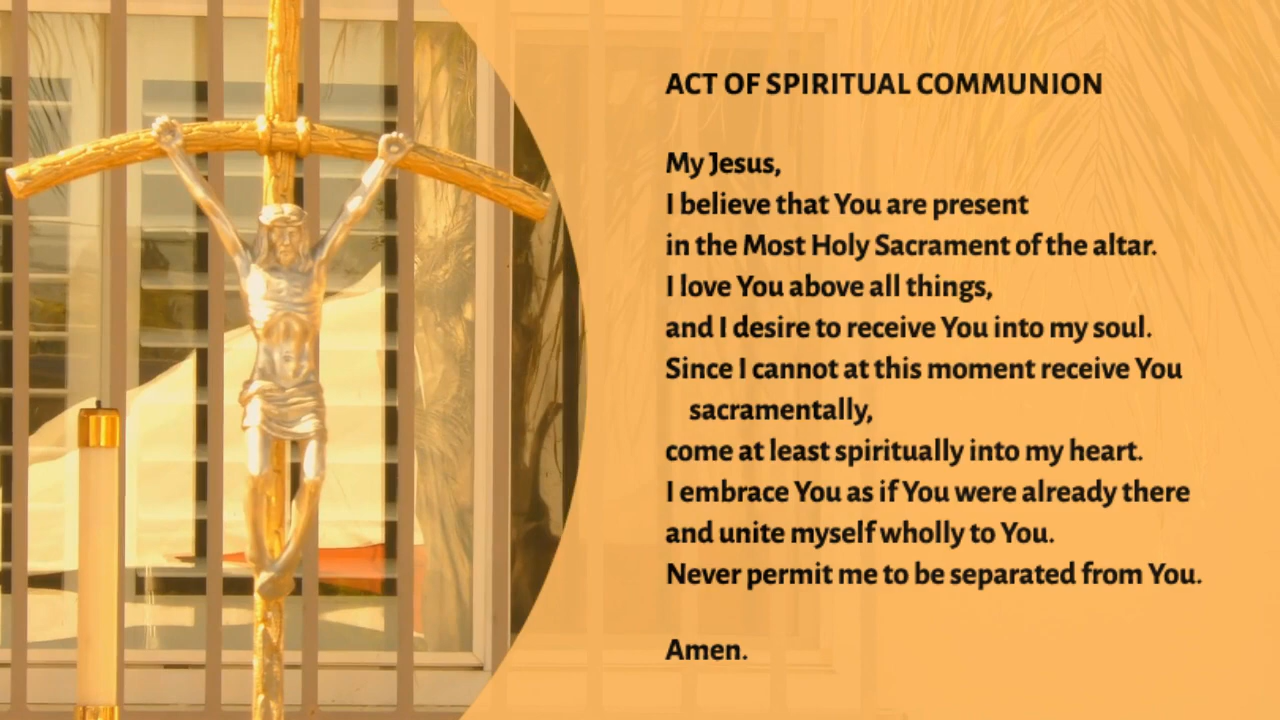 ACT OF SPIRITUAL COMMUNION
My Jesus,
I believe that You are present
in the Most Holy Sacrament of the altar.
I love You above all things,
and I desire to receive You into my soul.
Since I cannot at this moment receive You
sacramentally,
come at least spiritually into my heart.
I embrace You as if You were already there
and unite myself wholly to You.
Never permit me to be separated from You.
Amen.